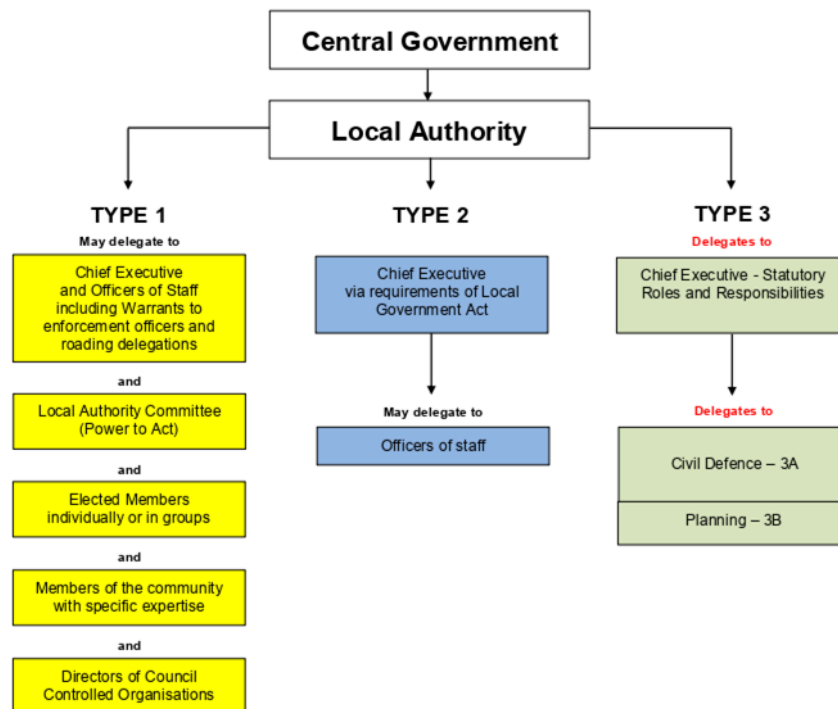 Central Government
Local Authority
TYPE 1
May delegate to
Chief Executive
and Officers of Staff
including Warrants to
enforcement officers and
roading delegations
and
Local Authority Committee
(Power to Act)
and
Elected Members
individually or in groups
and
Members of the community
with specific expertise
and
Directors of Council
Controlled Organisations
TYPE 2
Chief Executive
via requirements of Local
Government Act
May delegate to
Officers of staff
TYPE 3
Delegates to
Chief Executive - Statutory
Roles and Responsibilities
Delegates to
Civil Defence – 3A
Planning – 3B